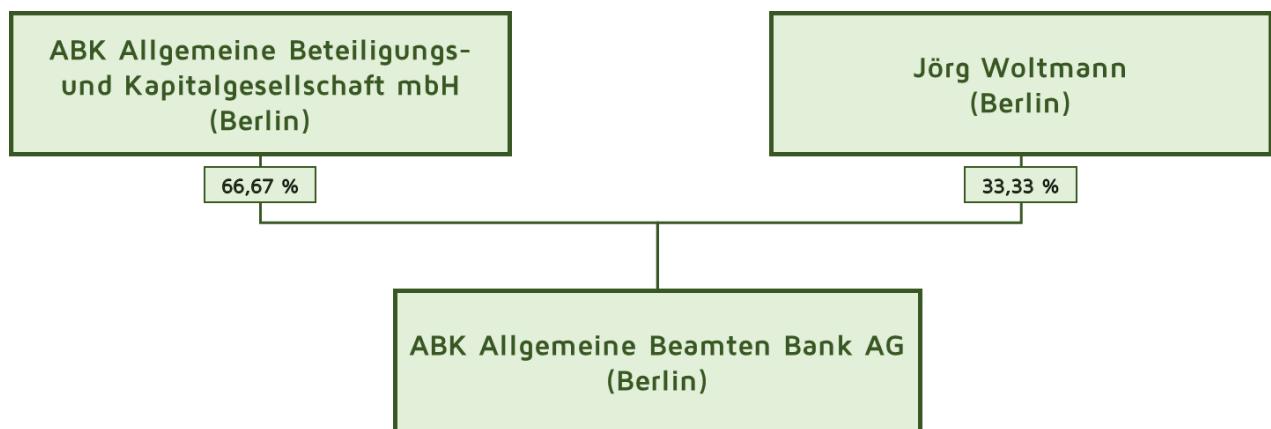 ABK Allgemeine Beteiligungs-
und Kapitalgesellschaft mbH
(Berlin)
Jörg Woltmann
(Berlin)
66,67 %
33,33 %
ABK Allgemeine Beamten Bank AG
(Berlin)